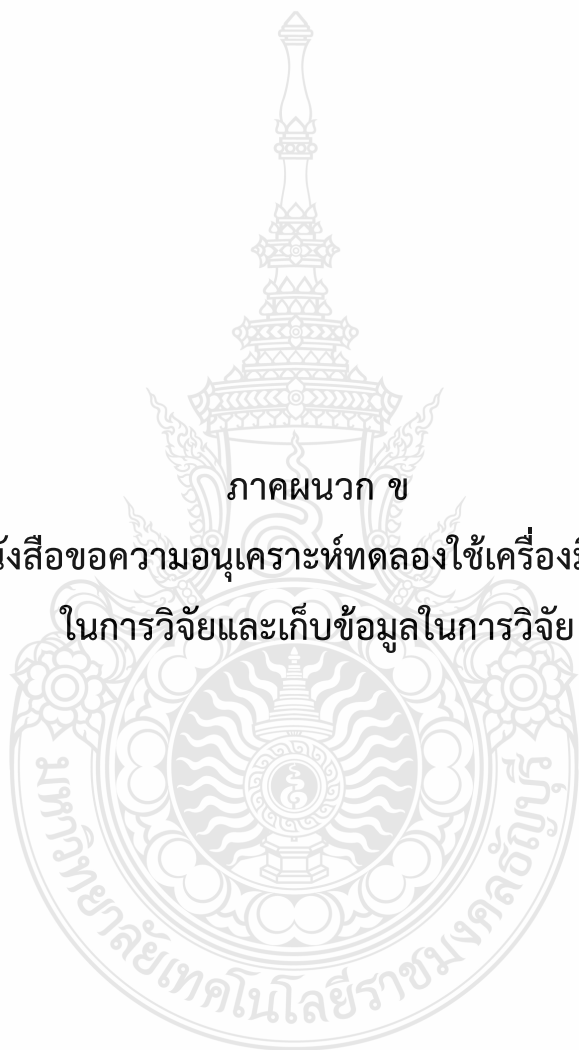 ภาคผนวก ข
นังสือขอความอนุเคราะห์ทดลองใช้เครื่องมื
ในการวิจัยและเก็บข้อมูลในการวิจัย
มหาวิทยาลัยเทคโนโลยีราชมงคลธัญบุรี